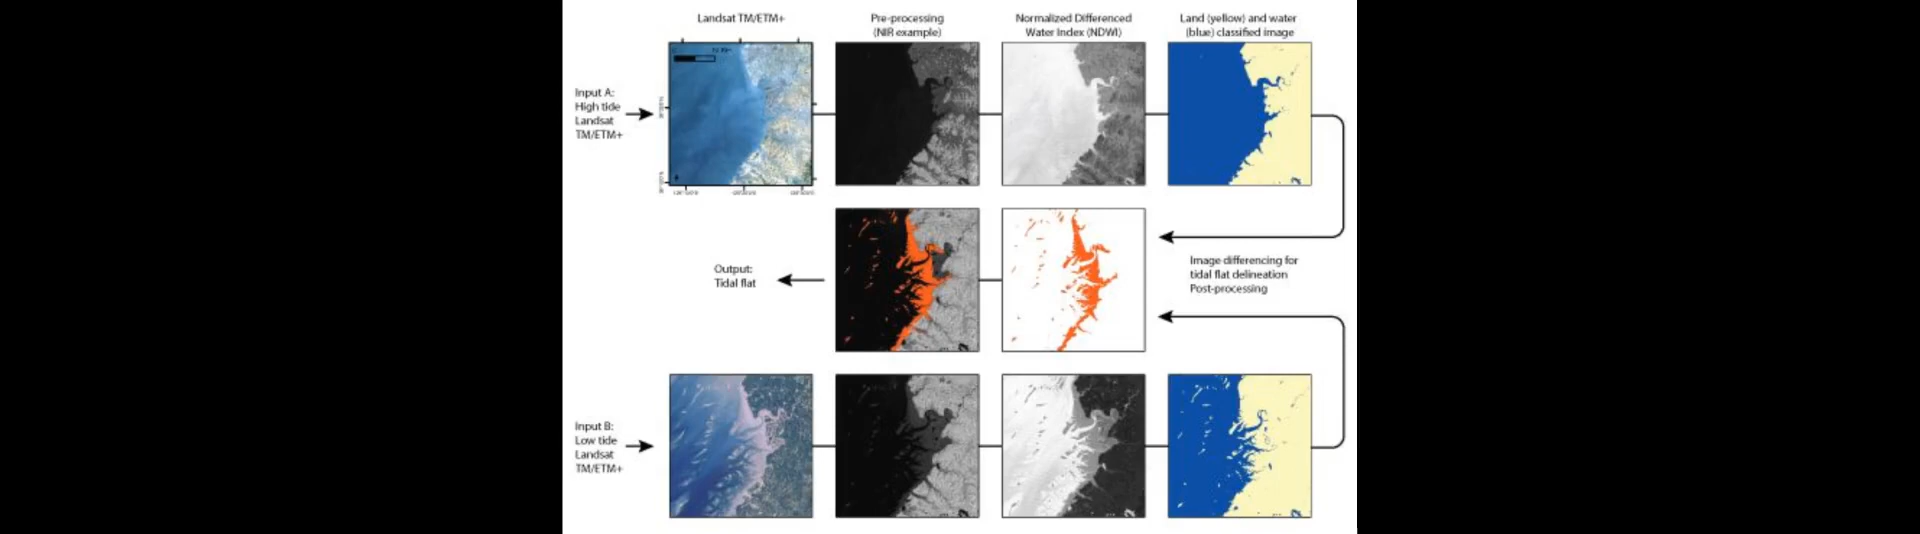 Landsat TM/ETM+
Pre-processing
(NIR example)
Normalized Differenced
Water Index (NDWI)
Land (yellow) and water
(blue) classified image
Input A:
High tide
Landsat
TM/ETM+
Output:
Tidal flat
Image differencing for
tidal flat delineation
Post-processing
Input B:
Low tide
Landsat
TM/ETM+